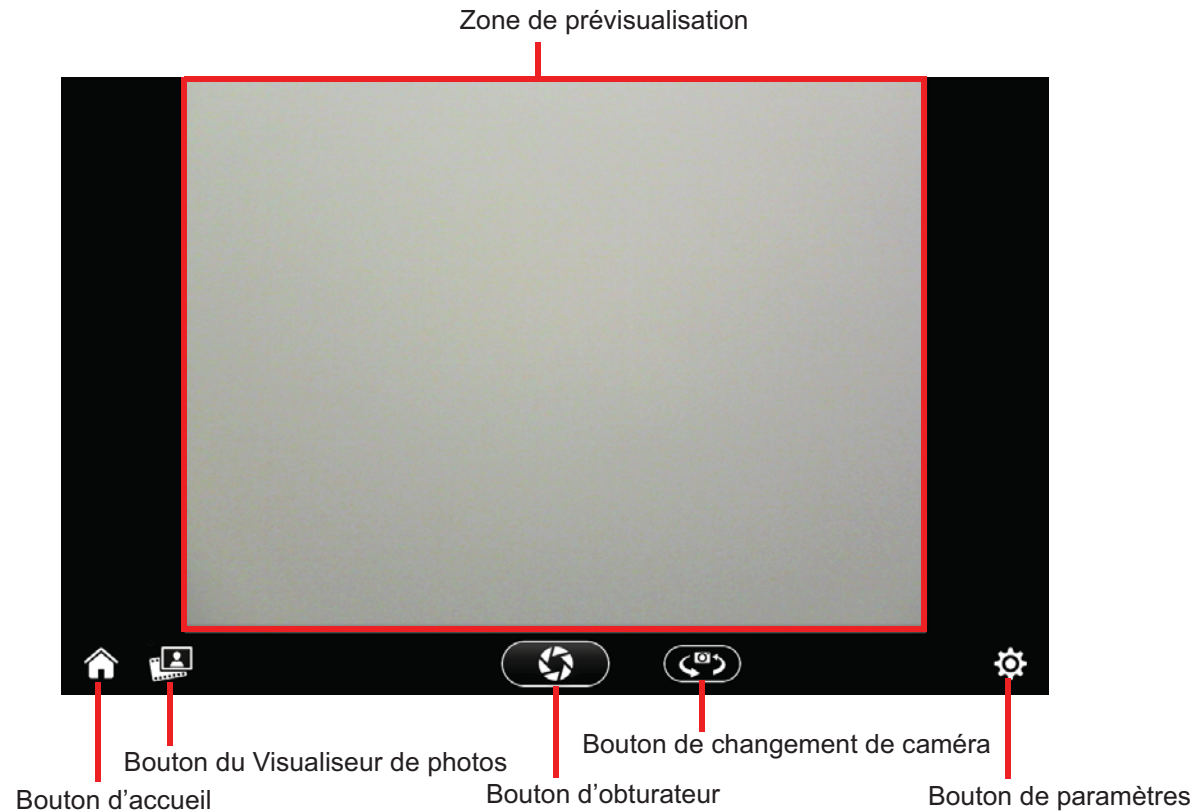 Zone de prévisualisation
Bouton de changement de caméra
Bouton du Visualiseur de photos
Bouton d’obturateur
Bouton de paramètres
Bouton d’accueil